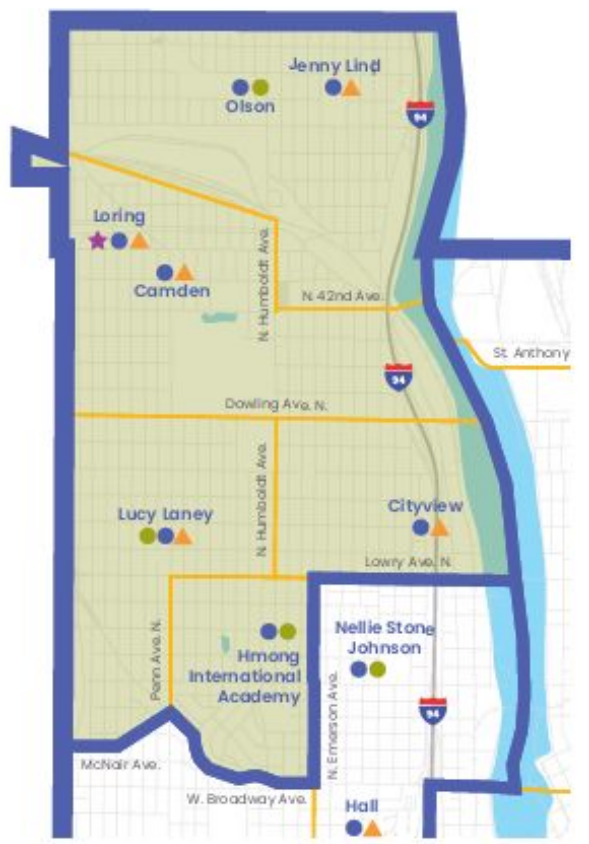 Jenny Lind
Olson
94
Loring
Camden
N. Humboldt Ave.
N. 42nd Ave.
St. Anthony
94
Dowling Ave. N.
N. Humboldt Ave.
Lucy Laney
Cityview
Lowry Ave. N.
Penn Ave. N.
Nellie Stone
Johnson
Hmong
International
Academy
N. Emerson Ave.
94
McNair Ave.
W. Broadway Ave.
Hall